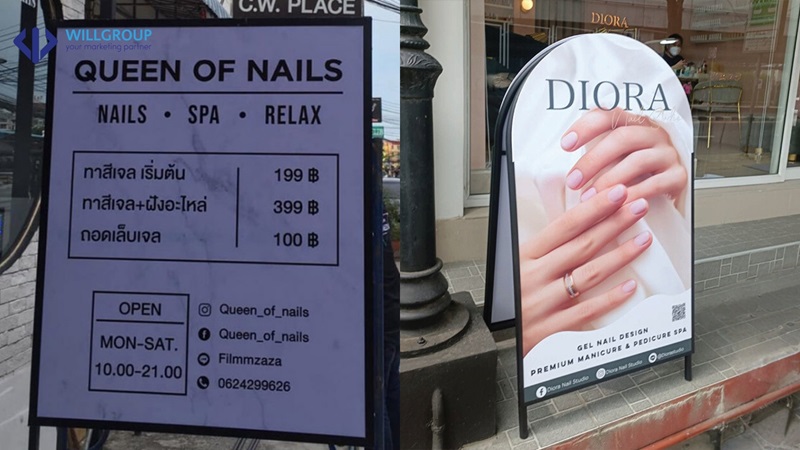 C.W. PLACE
WILLGROUP
your marketing partner
QUEEN OF NAILS
NAILS • SPA • RELAX
ทาสีเจล เริ่มต้น 199 ฿
ทาสีเจล+ฝังอะไหล่ 399 ฿
ถอดเล็บเจล 100 ฿
OPEN
MON-SAT.
10.00-21.00
Queen_of_nails
Queen_of_nails
Filmmzaza
0624299626
DIORA
DIORA
GEL NAIL DESIGN
PREMIUM MANICURE & PEDICURE SPA
Diora Nail Studio
Diora Nail Studio